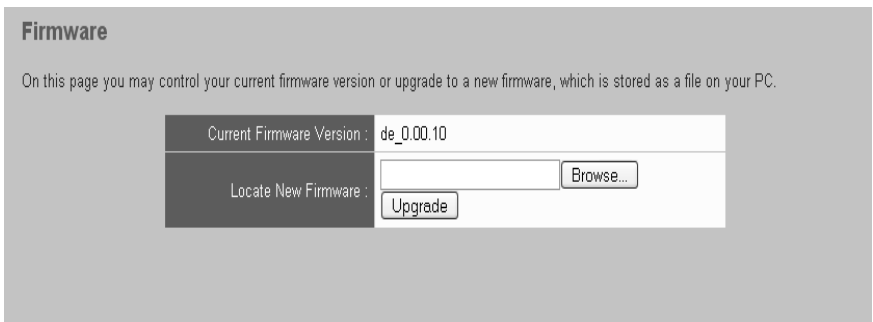 Firmware
On this page you may control your current firmware version or upgrade to a new firmware, which is stored as a file on your PC.
Current Firmware Version : de_0.00.10
Locate New Firmware : Browse...
Upgrade